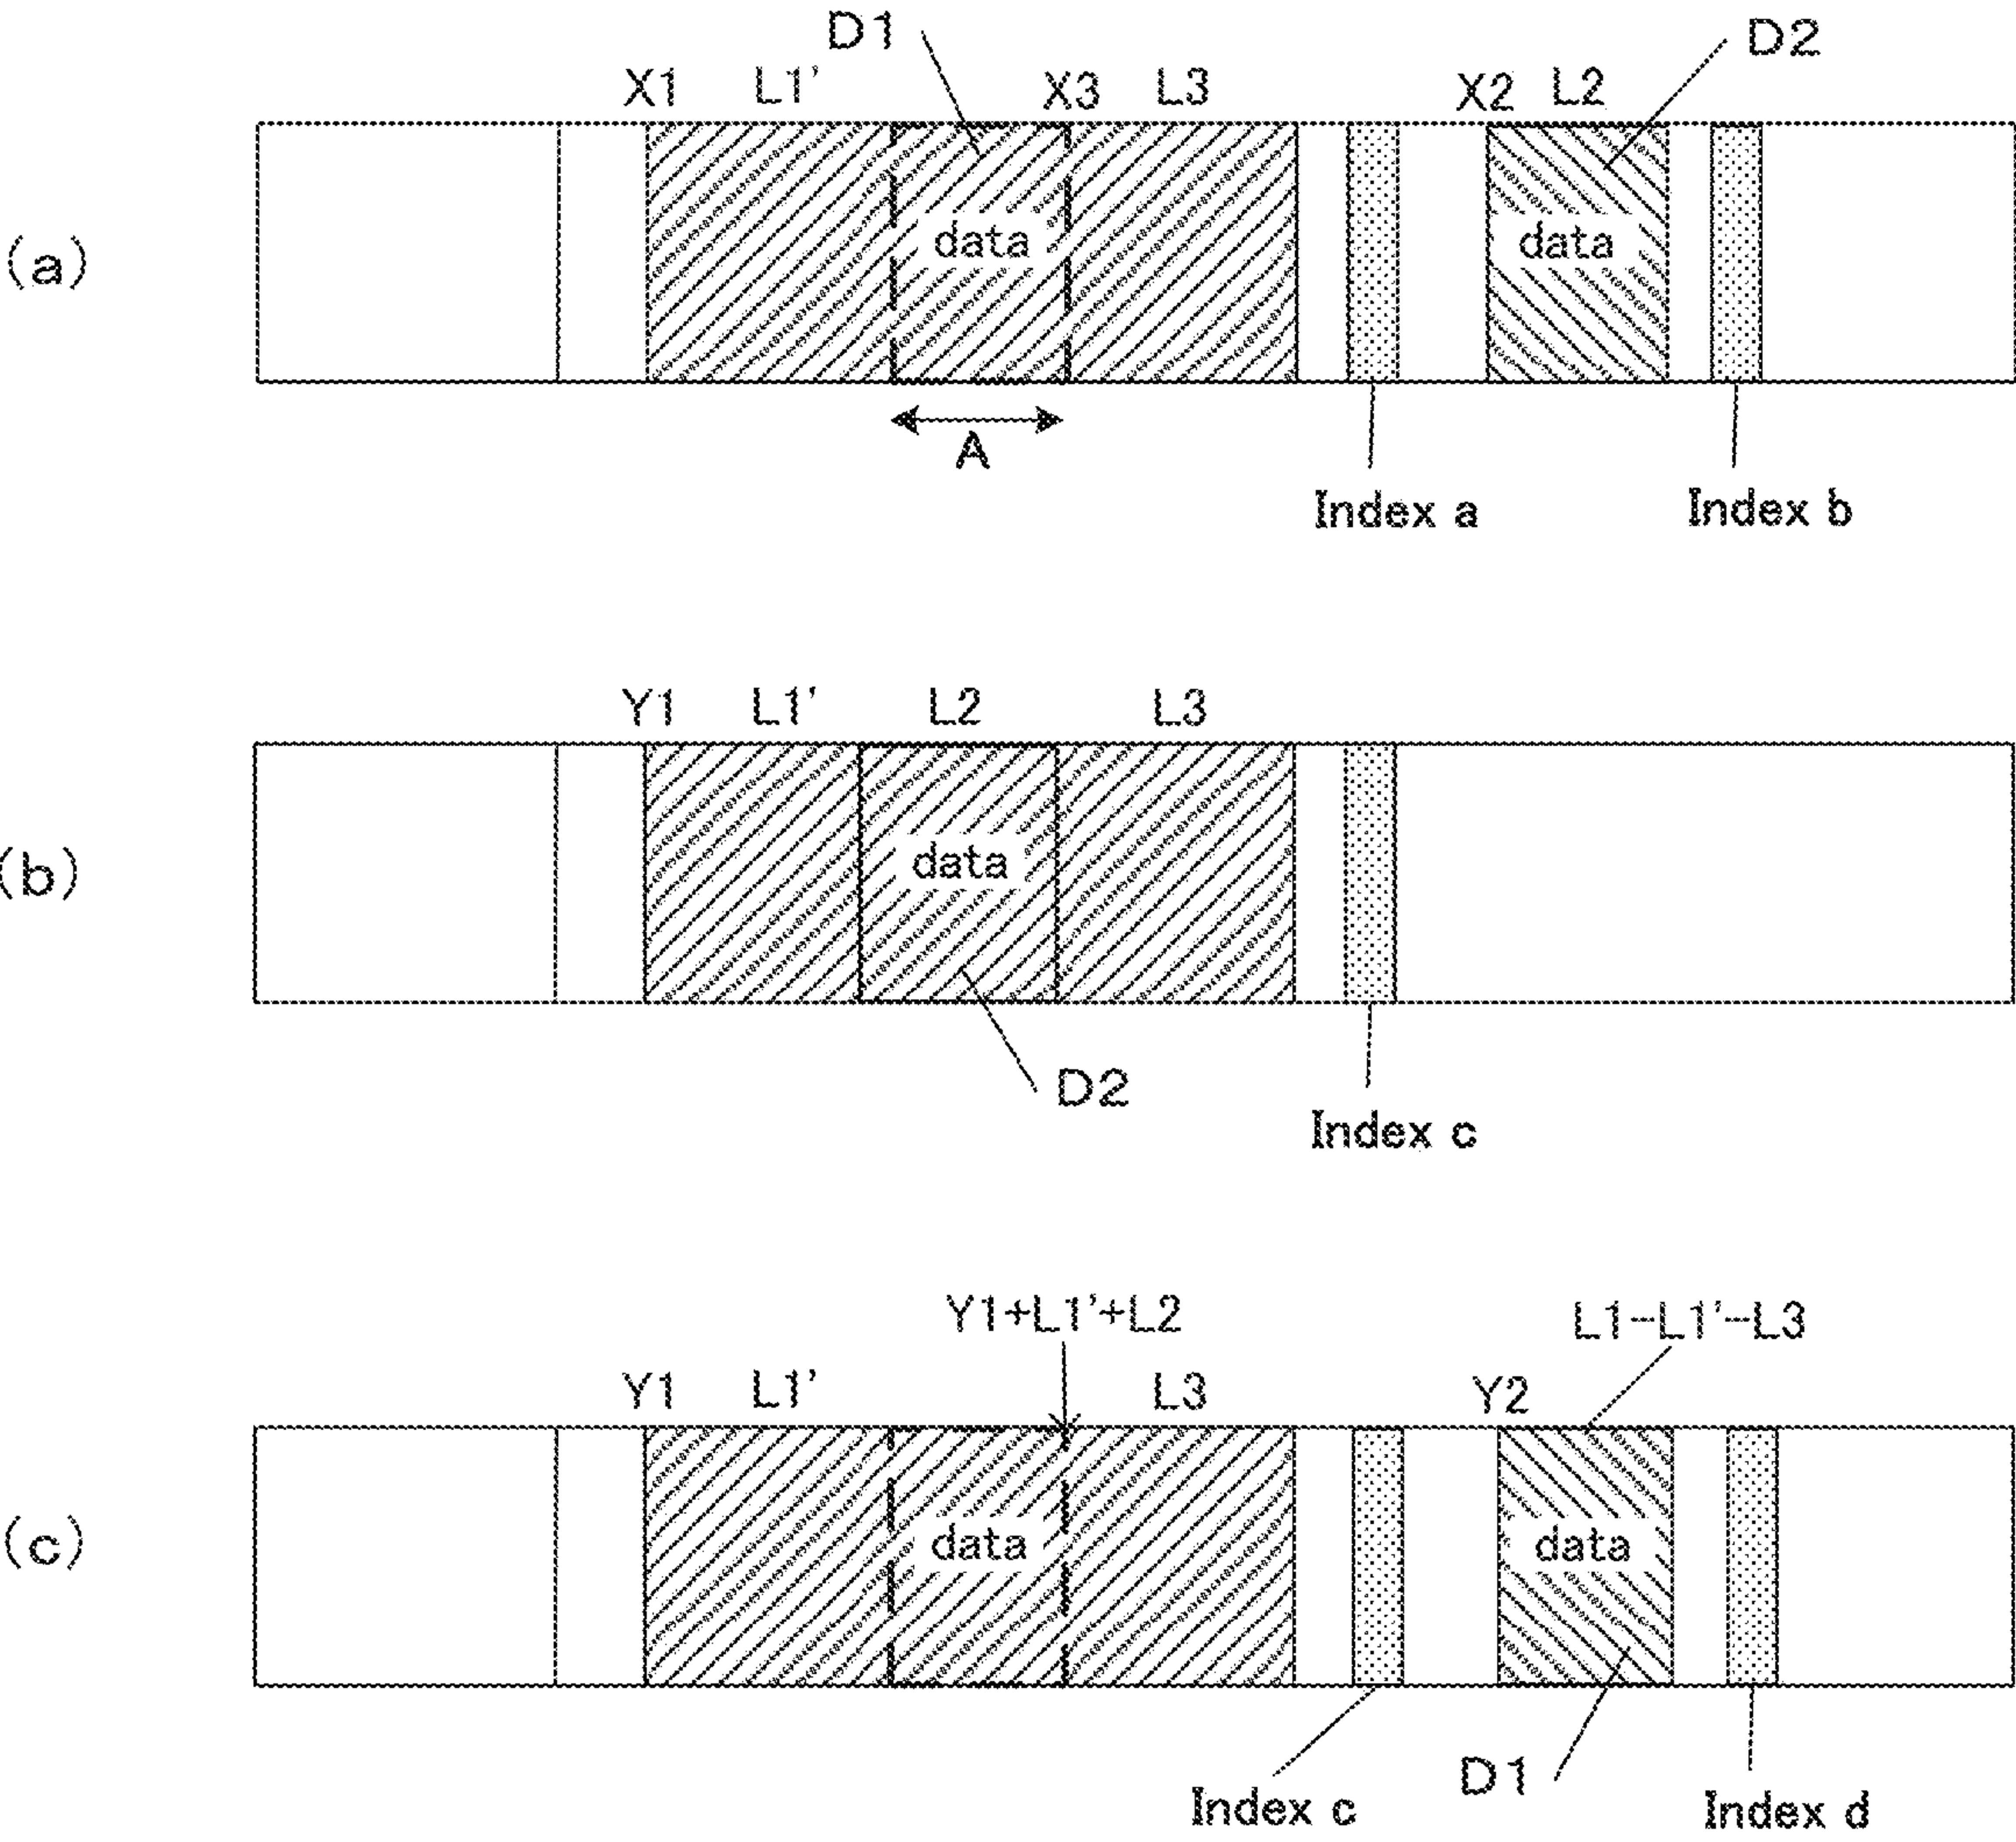 D1
D2
X1 L1' X3 L3 X2 L2
(a)
data data
A
Index a Index b
Y1 L1' L2 L3
(b)
data
D2
Index c
Y1+L1'+L2 L1-L1'-L3
Y1 L1' L3 Y2
(c)
data data
D1
Index c Index d